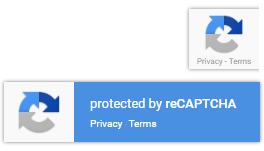 Privacy - Terms
protected by reCAPTCHA
Privacy · Terms